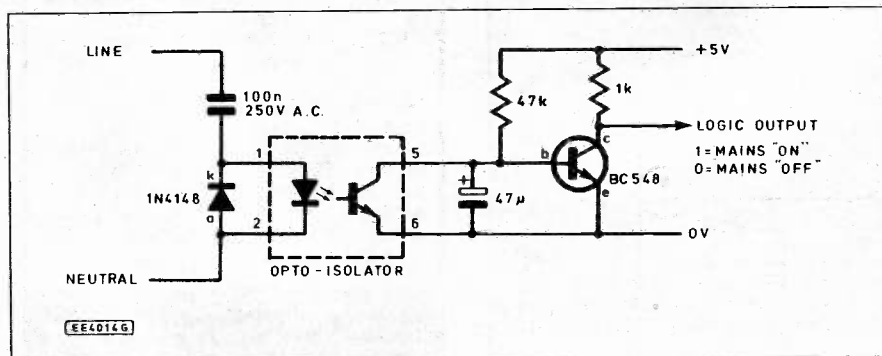 LINE
+5V
100n
250V A.C.
47k
1k
LOGIC OUTPUT
1=MAINS "ON"
0=MAINS "OFF"
1
5
k
b
c
BC548
1N4148
+
47µ
e
a
2
6
0V
OPTO-ISOLATOR
NEUTRAL
EE4014G